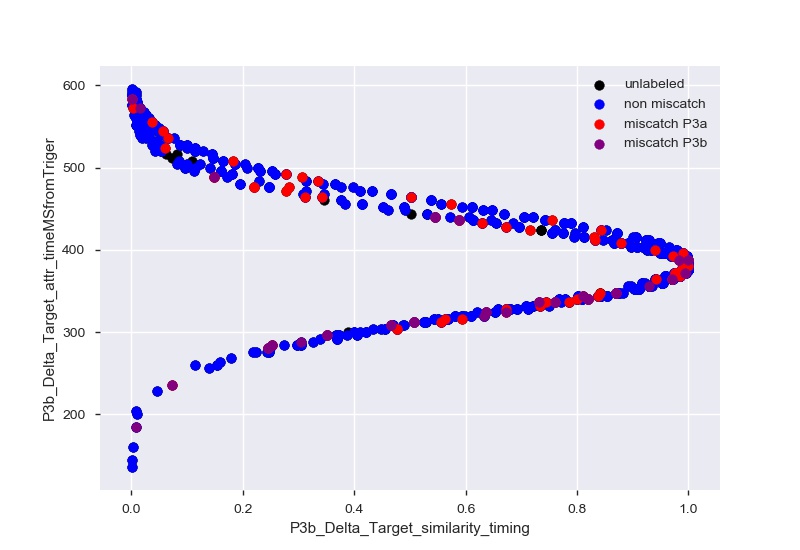 600
500
400
300
200
P3b_Delta_Target_attr_timeMSfromTriger
unlabeled
non miscatch
miscatch P3a
miscatch P3b
0.0 0.2 0.4 0.6 0.8 1.0
P3b_Delta_Target_similarity_timing